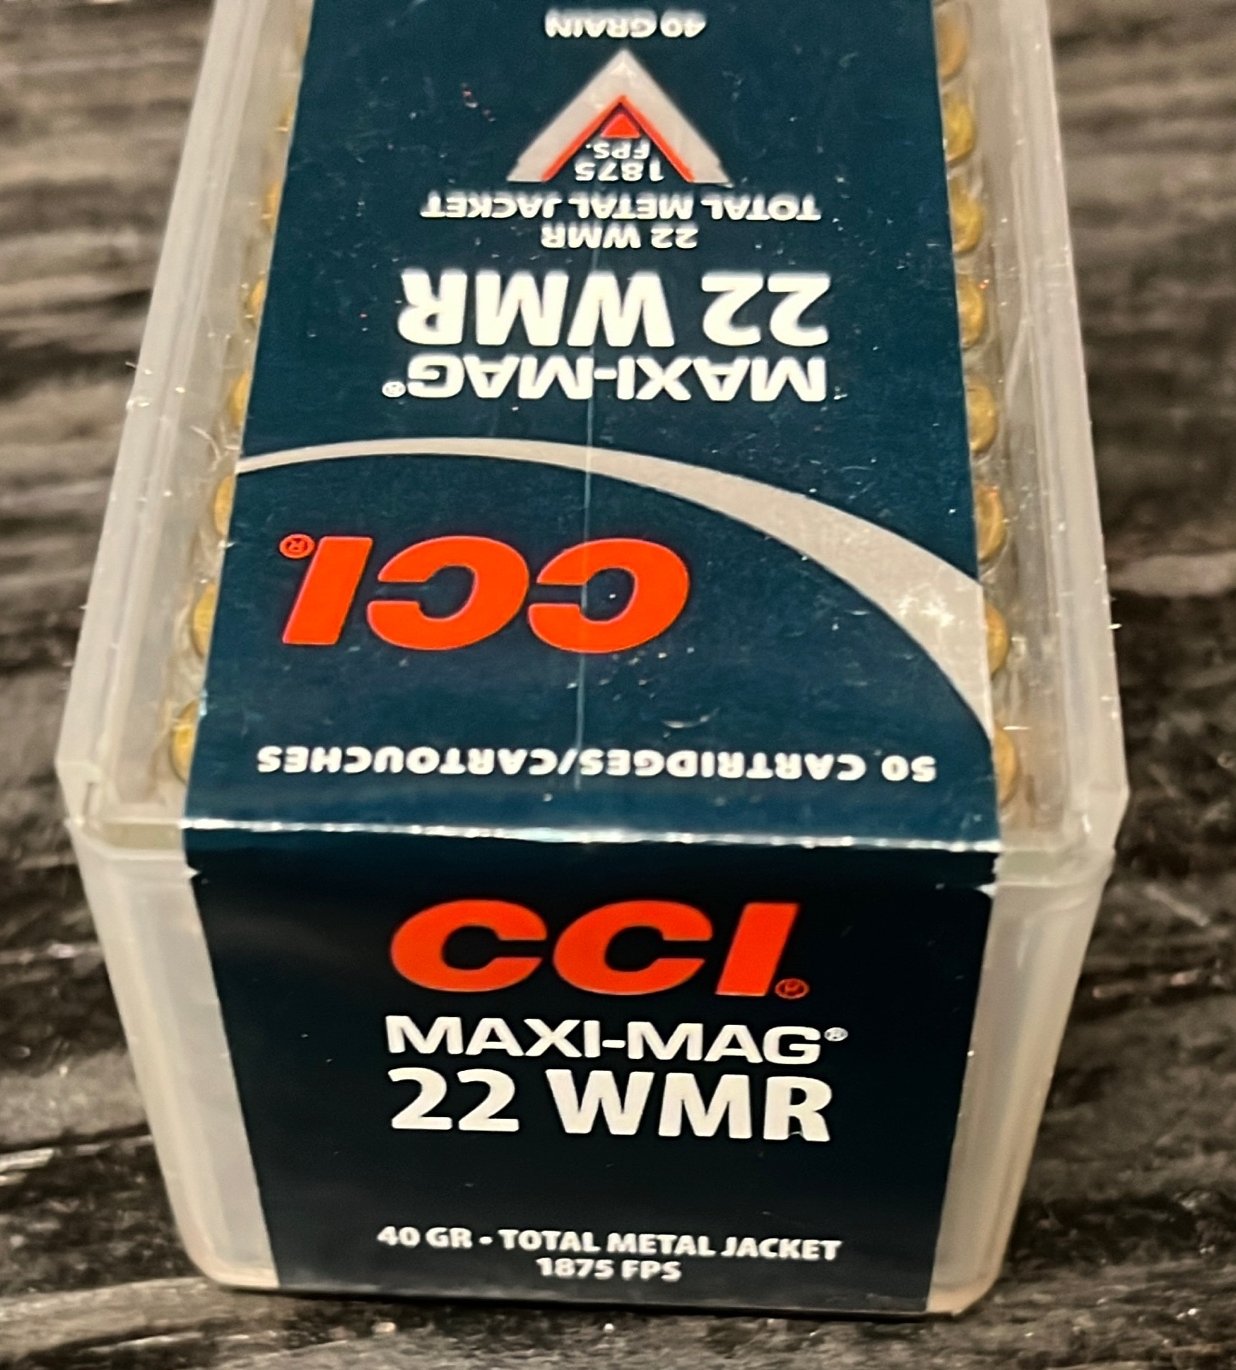 40 GRAIN
1875
FPS.
22 WMR
TOTAL METAL JACKET
MAXI-MAG®
22 WMR
CCI®
50 CARTRIDGES/CARTOUCHES
CCI®
MAXI-MAG®
22 WMR
40 GR - TOTAL METAL JACKET
1875 FPS